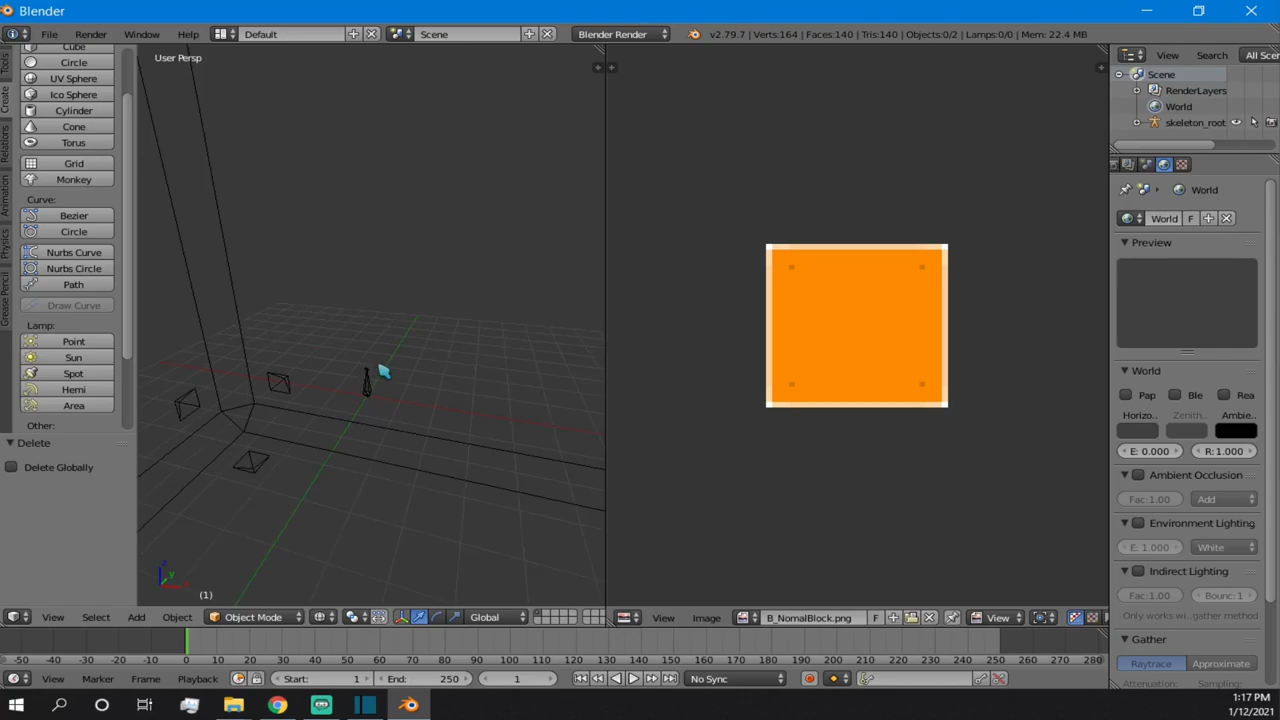 Blender
File Render Window Help Default Scene Blender Render v2.79.7 | Verts:164 | Faces:140 | Tris:140 | Objects:0/2 | Lamps:0/0 | Mem: 22.4 MB
Tools
Create
Relations
Animation
Physics
Grease Pencil
Cube
Circle
UV Sphere
Ico Sphere
Cylinder
Cone
Torus
Grid
Monkey
Curve:
Bezier
Circle
Nurbs Curve
Nurbs Circle
Path
Draw Curve
Lamp:
Point
Sun
Spot
Hemi
Area
Other:
Delete
Delete Globally
User Persp
z
y
x
(1)
View Select Add Object Object Mode Global
View Image B_NomalBlock.png F View
View Search All Scen
Scene
RenderLayers
World
skeleton_root
World
World F
Preview
World
Pap Ble Rea
Horizo.. Zenith.. Ambie..
E: 0.000 R: 1.000
Ambient Occlusion
Fac:1.00 Add
Environment Lighting
E: 1.000 White
Indirect Lighting
Fac:1.00 Bounc: 1
Only works wi...gather method
Gather
Raytrace Approximate
Attenuation: Sampling:
-50 -40 -30 -20 -10 0 10 20 30 40 50 60 70 80 90 100 110 120 130 140 150 160 170 180 190 200 210 220 230 240 250 260 270 280
View Marker Frame Playback Start: 1 End: 250 1 No Sync
1:17 PM
1/12/2021